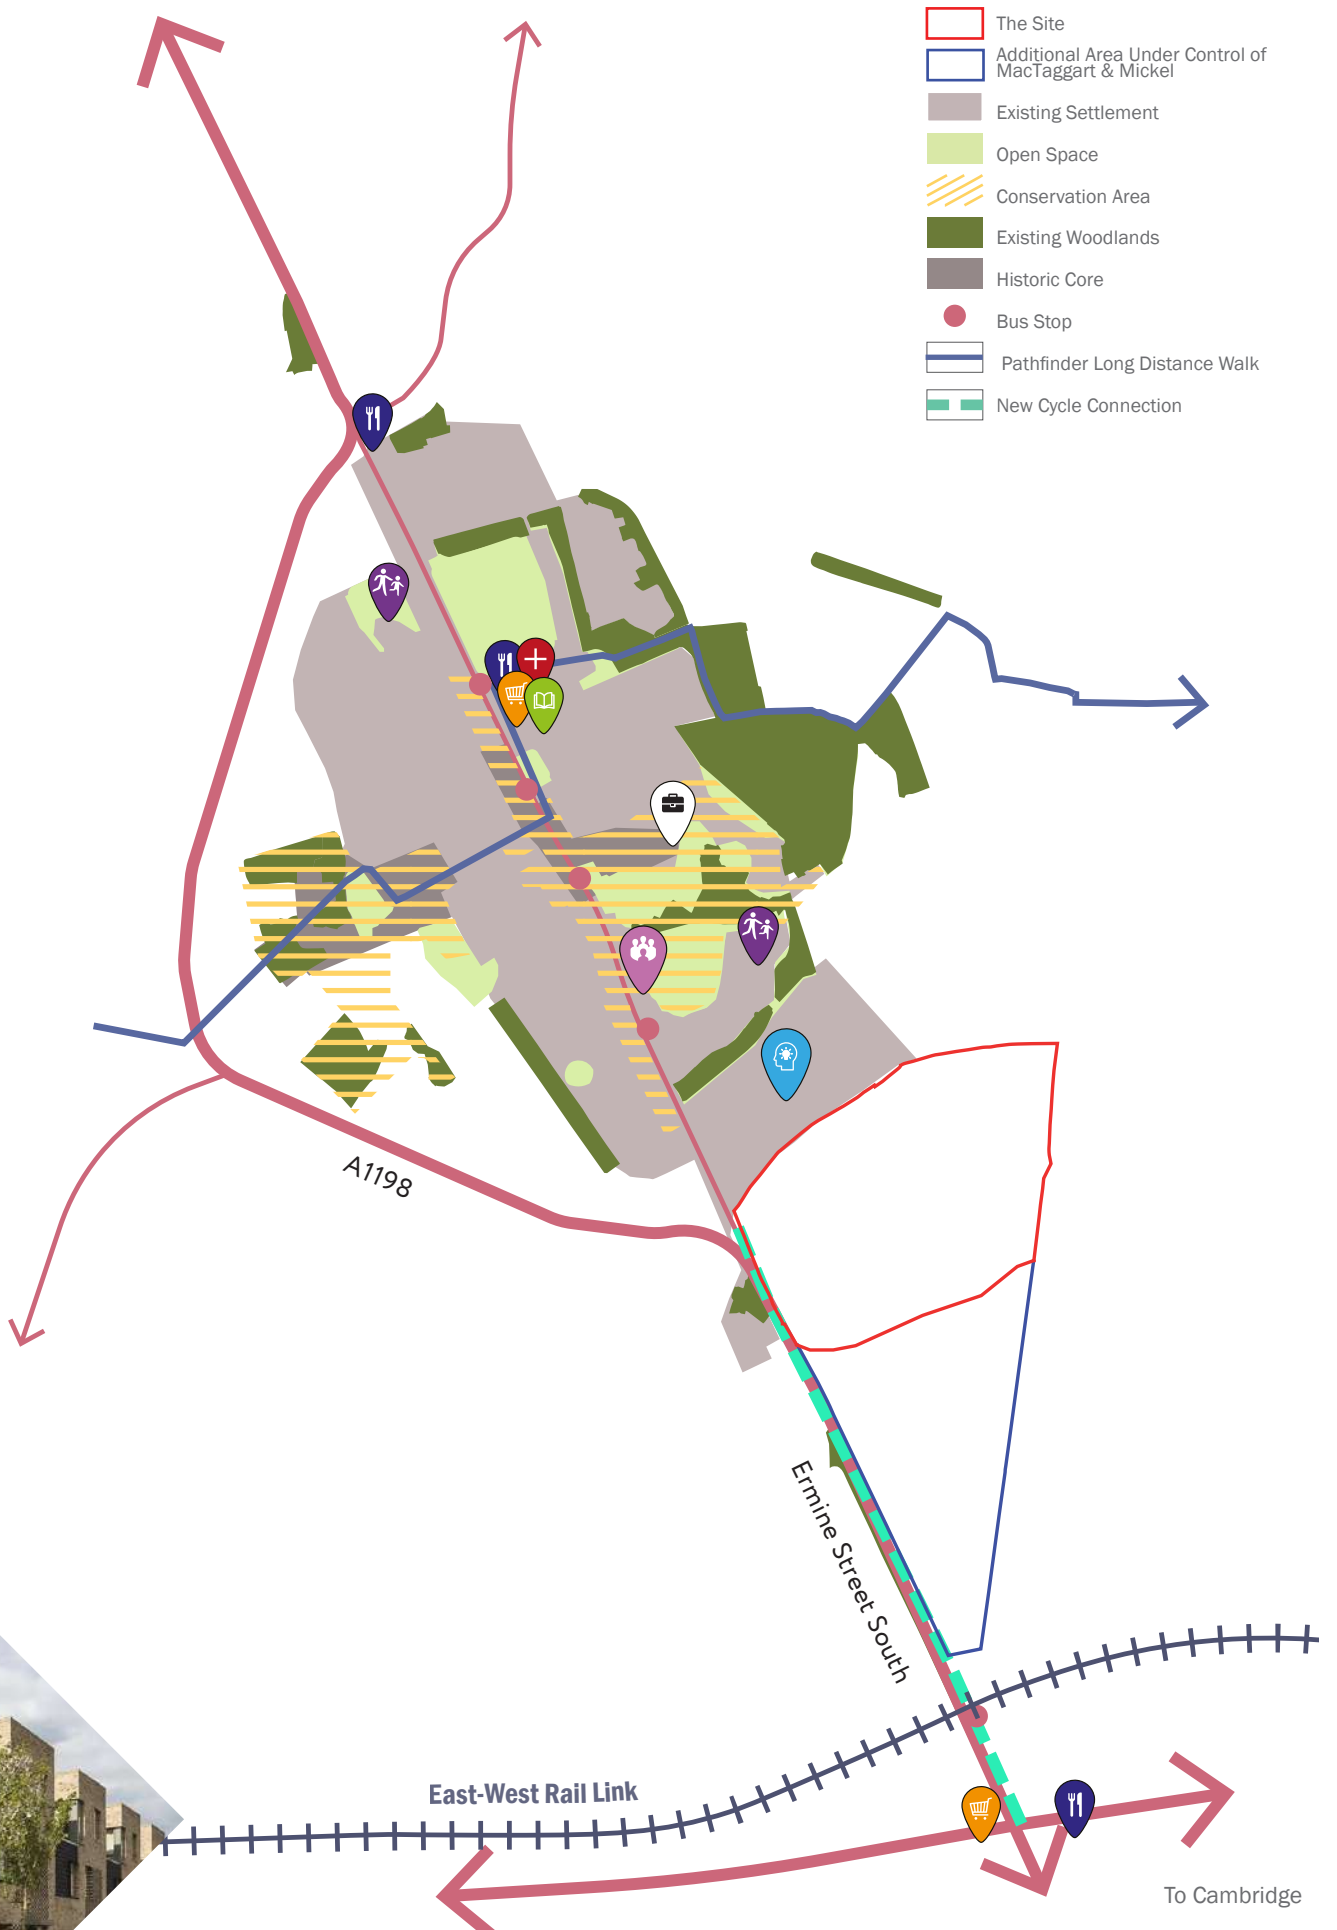 The Site
Additional Area Under Control of
MacTaggart & Mickel
Existing Settlement
Open Space
Conservation Area
Existing Woodlands
Historic Core
Bus Stop
Pathfinder Long Distance Walk
New Cycle Connection
A1198
Ermine Street South
East-West Rail Link
To Cambridge